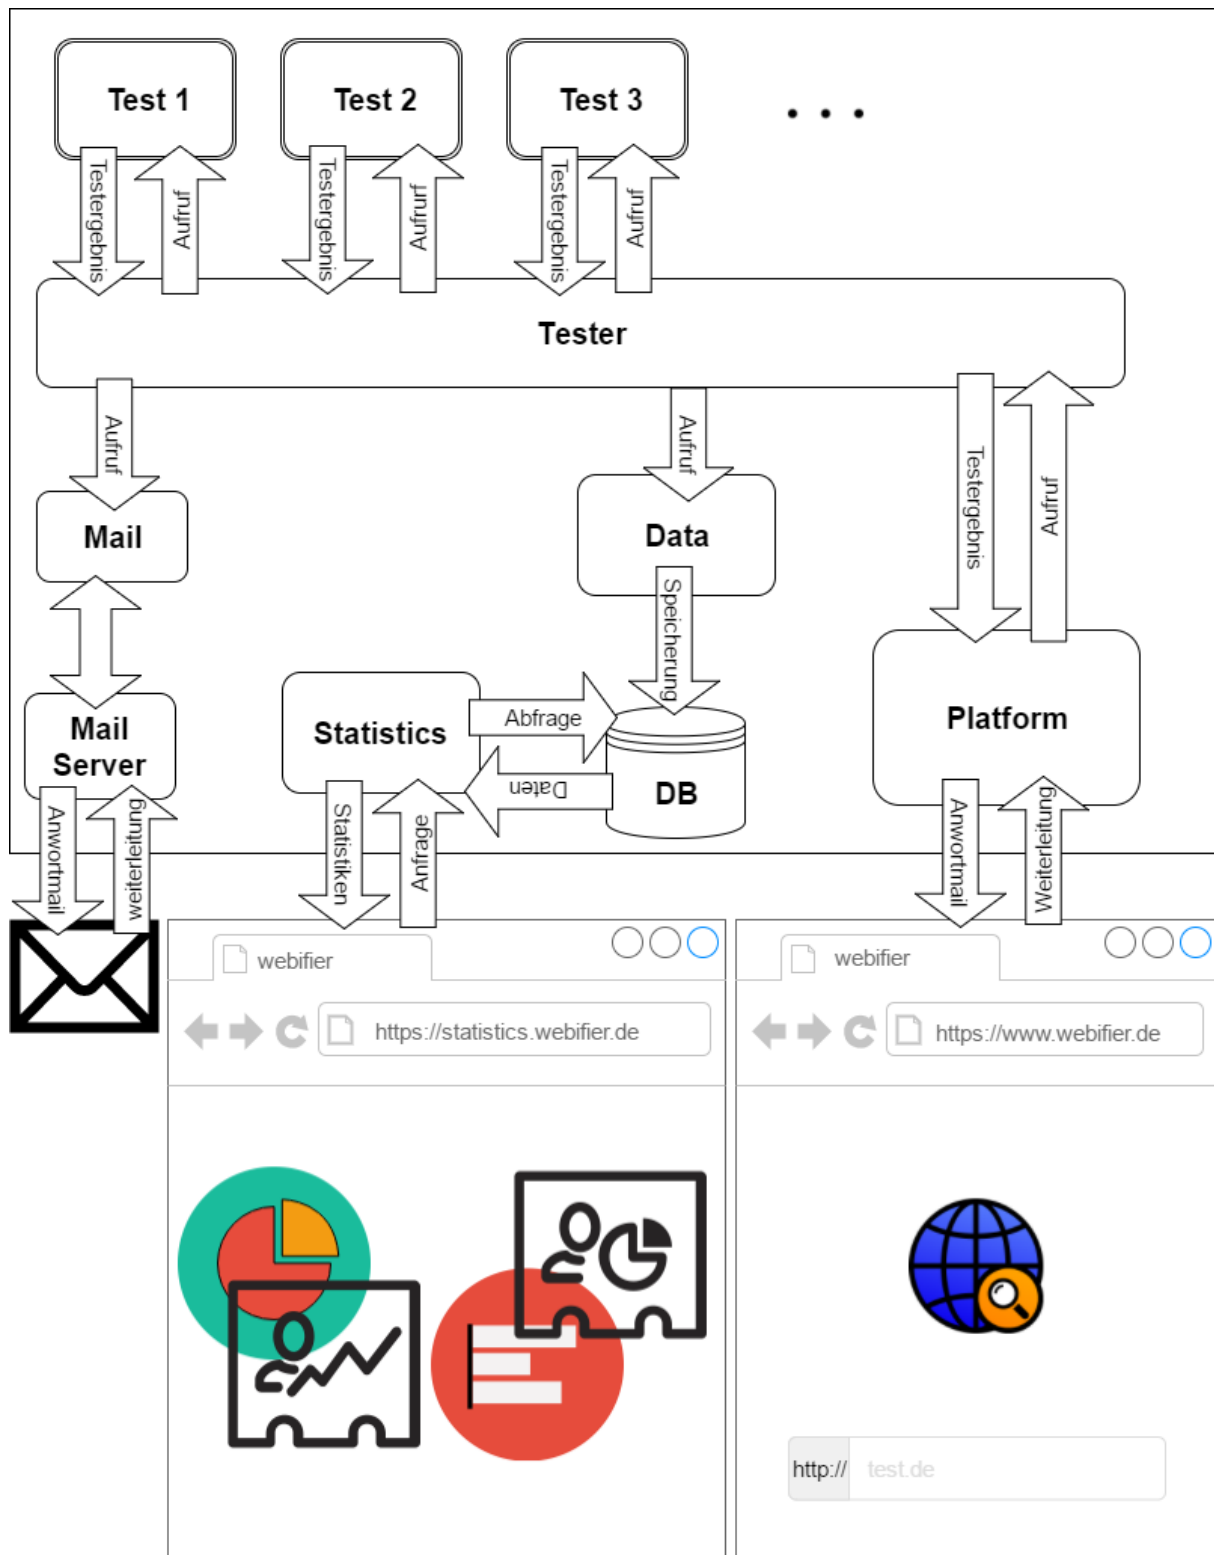 Test 1
Test 2
Test 3
Testergebnis
Aufruf
Testergebnis
Aufruf
Testergebnis
Aufruf
Tester
Aufruf
Aufruf
Testergebnis
Aufruf
Mail
Data
Speicherung
Mail
Server
Statistics
Abfrage
Daten
DB
Platform
Anwortmail
weiterleitung
Statistiken
Anfrage
Anwortmail
Weiterleitung
webifier
https://statistics.webifier.de
webifier
https://www.webifier.de
http://
test.de